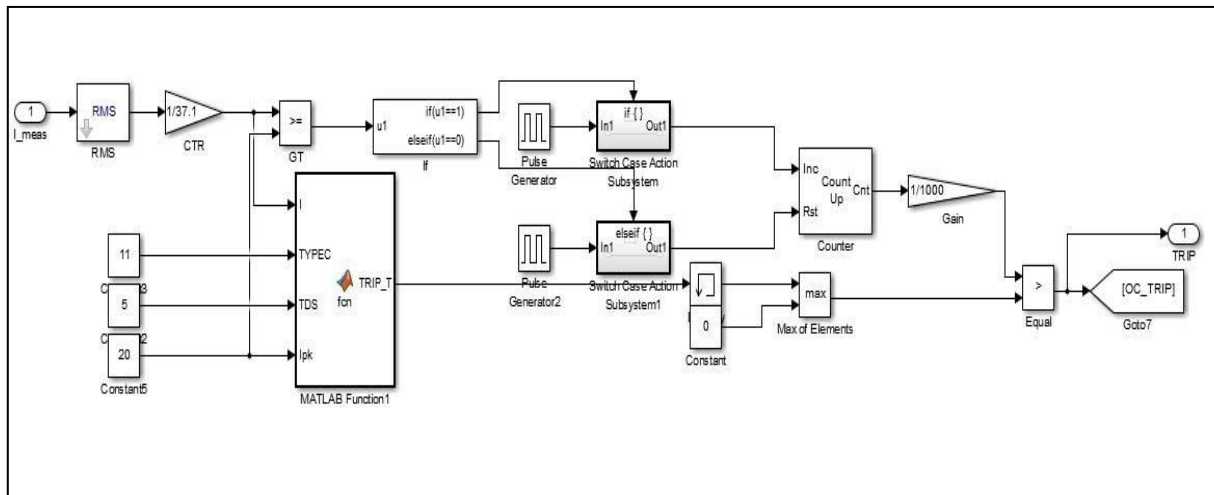 1
I_meas
RMS
RMS
1/37.1
CTR
>=
GT
u1
if(u1==1)
elseif(u1==0)
If
Pulse
Generator
if { }
In1
Out1
Switch Case Action
Subsystem
Inc
Rst
Count
Up
Cnt
Counter
1/1000
Gain
11
5
20
Constant5
I
TYPEC
TDS
Ipk
fcn
TRIP_T
MATLAB Function1
Pulse
Generator2
elseif { }
In1
Out1
Switch Case Action
Subsystem1
0
Constant
max
Max of Elements
>
Equal
1
TRIP
[OC_TRIP]
Goto7